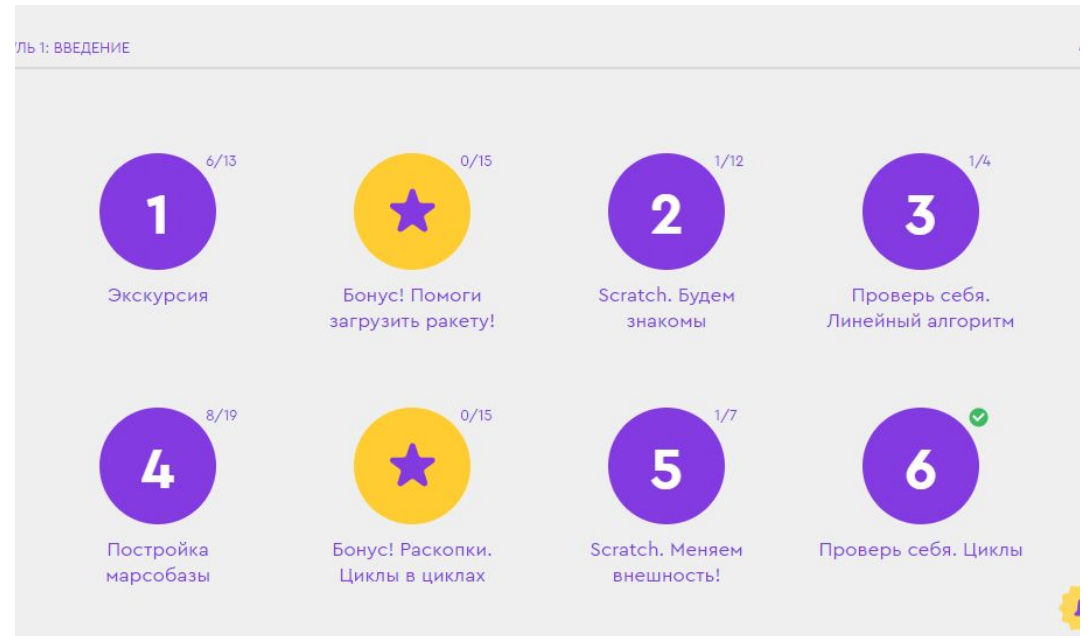 ЛЬ 1: ВВЕДЕНИЕ
6/13
0/15
1/12
1/4
1
2
3
Экскурсия
Бонус! Помоги
загрузить ракету!
Scratch. Будем
знакомы
Проверь себя.
Линейный алгоритм
8/19
0/15
1/7
4
5
6
Постройка
марсобазы
Бонус! Раскопки.
Циклы в циклах
Scratch. Меняем
внешность!
Проверь себя. Циклы